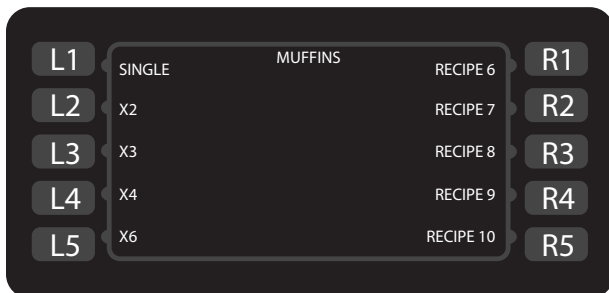 MUFFINS
L1 SINGLE RECIPE 6 R1
L2 X2 RECIPE 7 R2
L3 X3 RECIPE 8 R3
L4 X4 RECIPE 9 R4
L5 X6 RECIPE 10 R5